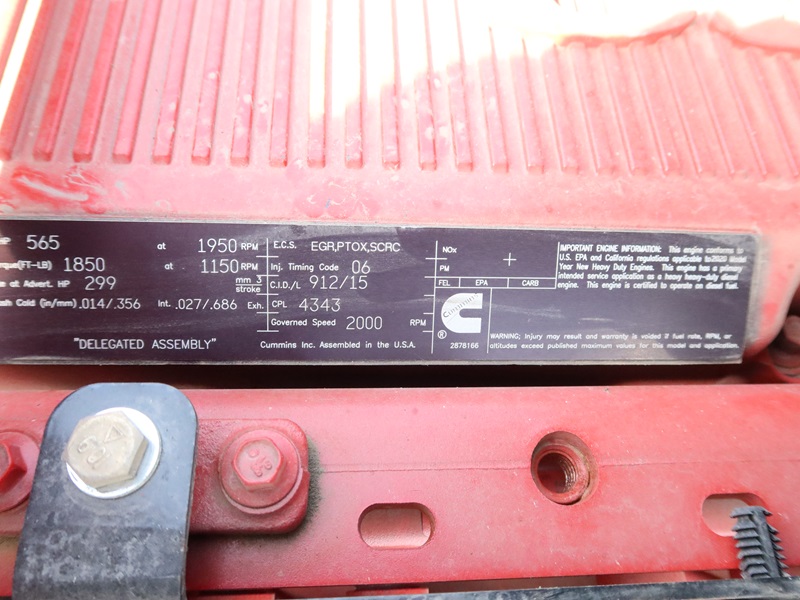 HP 565 at 1950 RPM
que(FT-LB) 1850 at 1150 RPM
e at Advert. HP 299 mm 3 stroke
ash Cold (in/mm) .014/.356 Int. .027/.686 Exh.
"DELEGATED ASSEMBLY"
E.C.S. EGR,PTOX,SCRC
Inj. Timing Code 06
C.I.D./L 912/15
CPL 4343
Governed Speed 2000 RPM
Cummins Inc. Assembled in the U.S.A.
NOx
PM
+
FEL EPA CARB
Cummins
®
2878166
IMPORTANT ENGINE INFORMATION: This engine conforms to
U.S. EPA and California regulations applicable to 2020 Model
Year New Heavy Duty Engines. This engine has a primary
intended service application as a heavy heavy-duty diesel
engine. This engine is certified to operate on diesel fuel.
WARNING: Injury may result and warranty is voided if fuel rate, RPM, or
altitudes exceed published maximum values for this model and application.